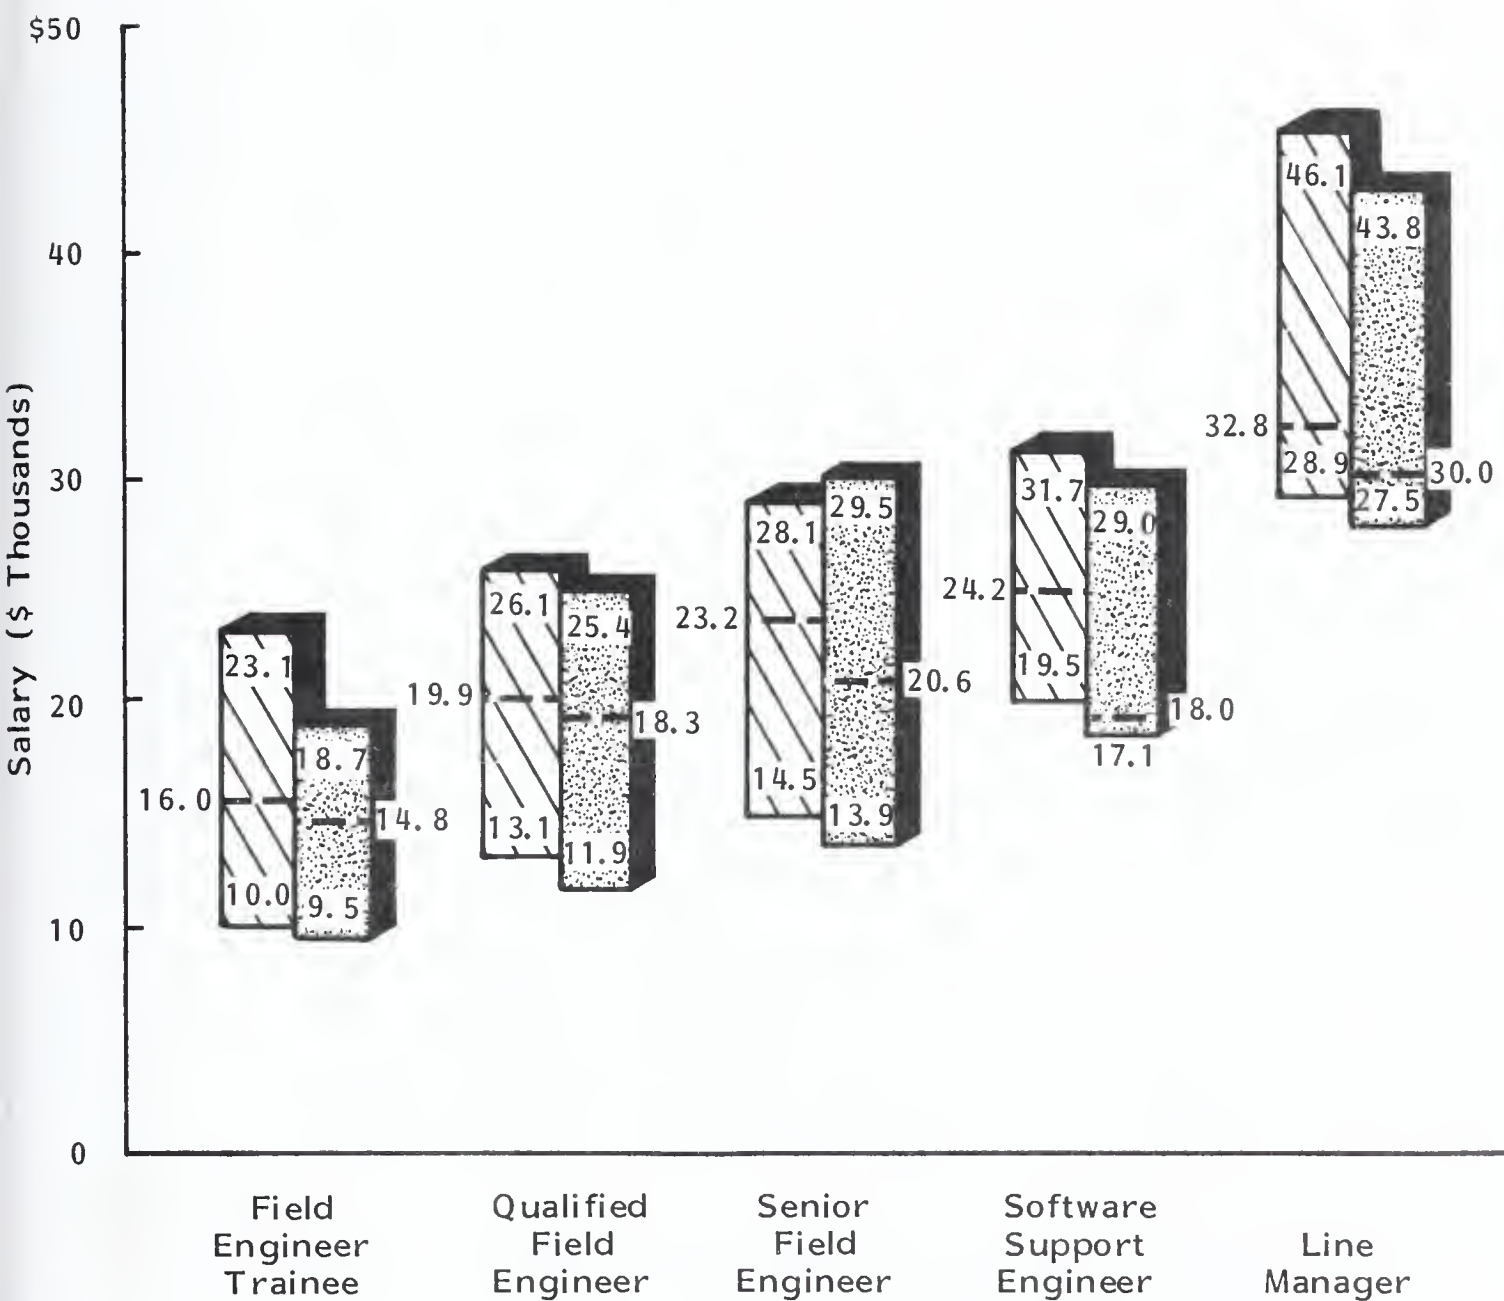 $50
40
30
20
10
0
Salary ($ Thousands)
23.1
16.0
10.0
18.7
14.8
9.5
26.1
19.9
13.1
25.4
18.3
11.9
28.1
23.2
14.5
29.5
20.6
13.9
31.7
24.2
19.5
29.0
18.0
17.1
46.1
32.8
28.9
43.8
30.0
27.5
Field
Engineer
Trainee
Qualified
Field
Engineer
Senior
Field
Engineer
Software
Support
Engineer
Line
Manager